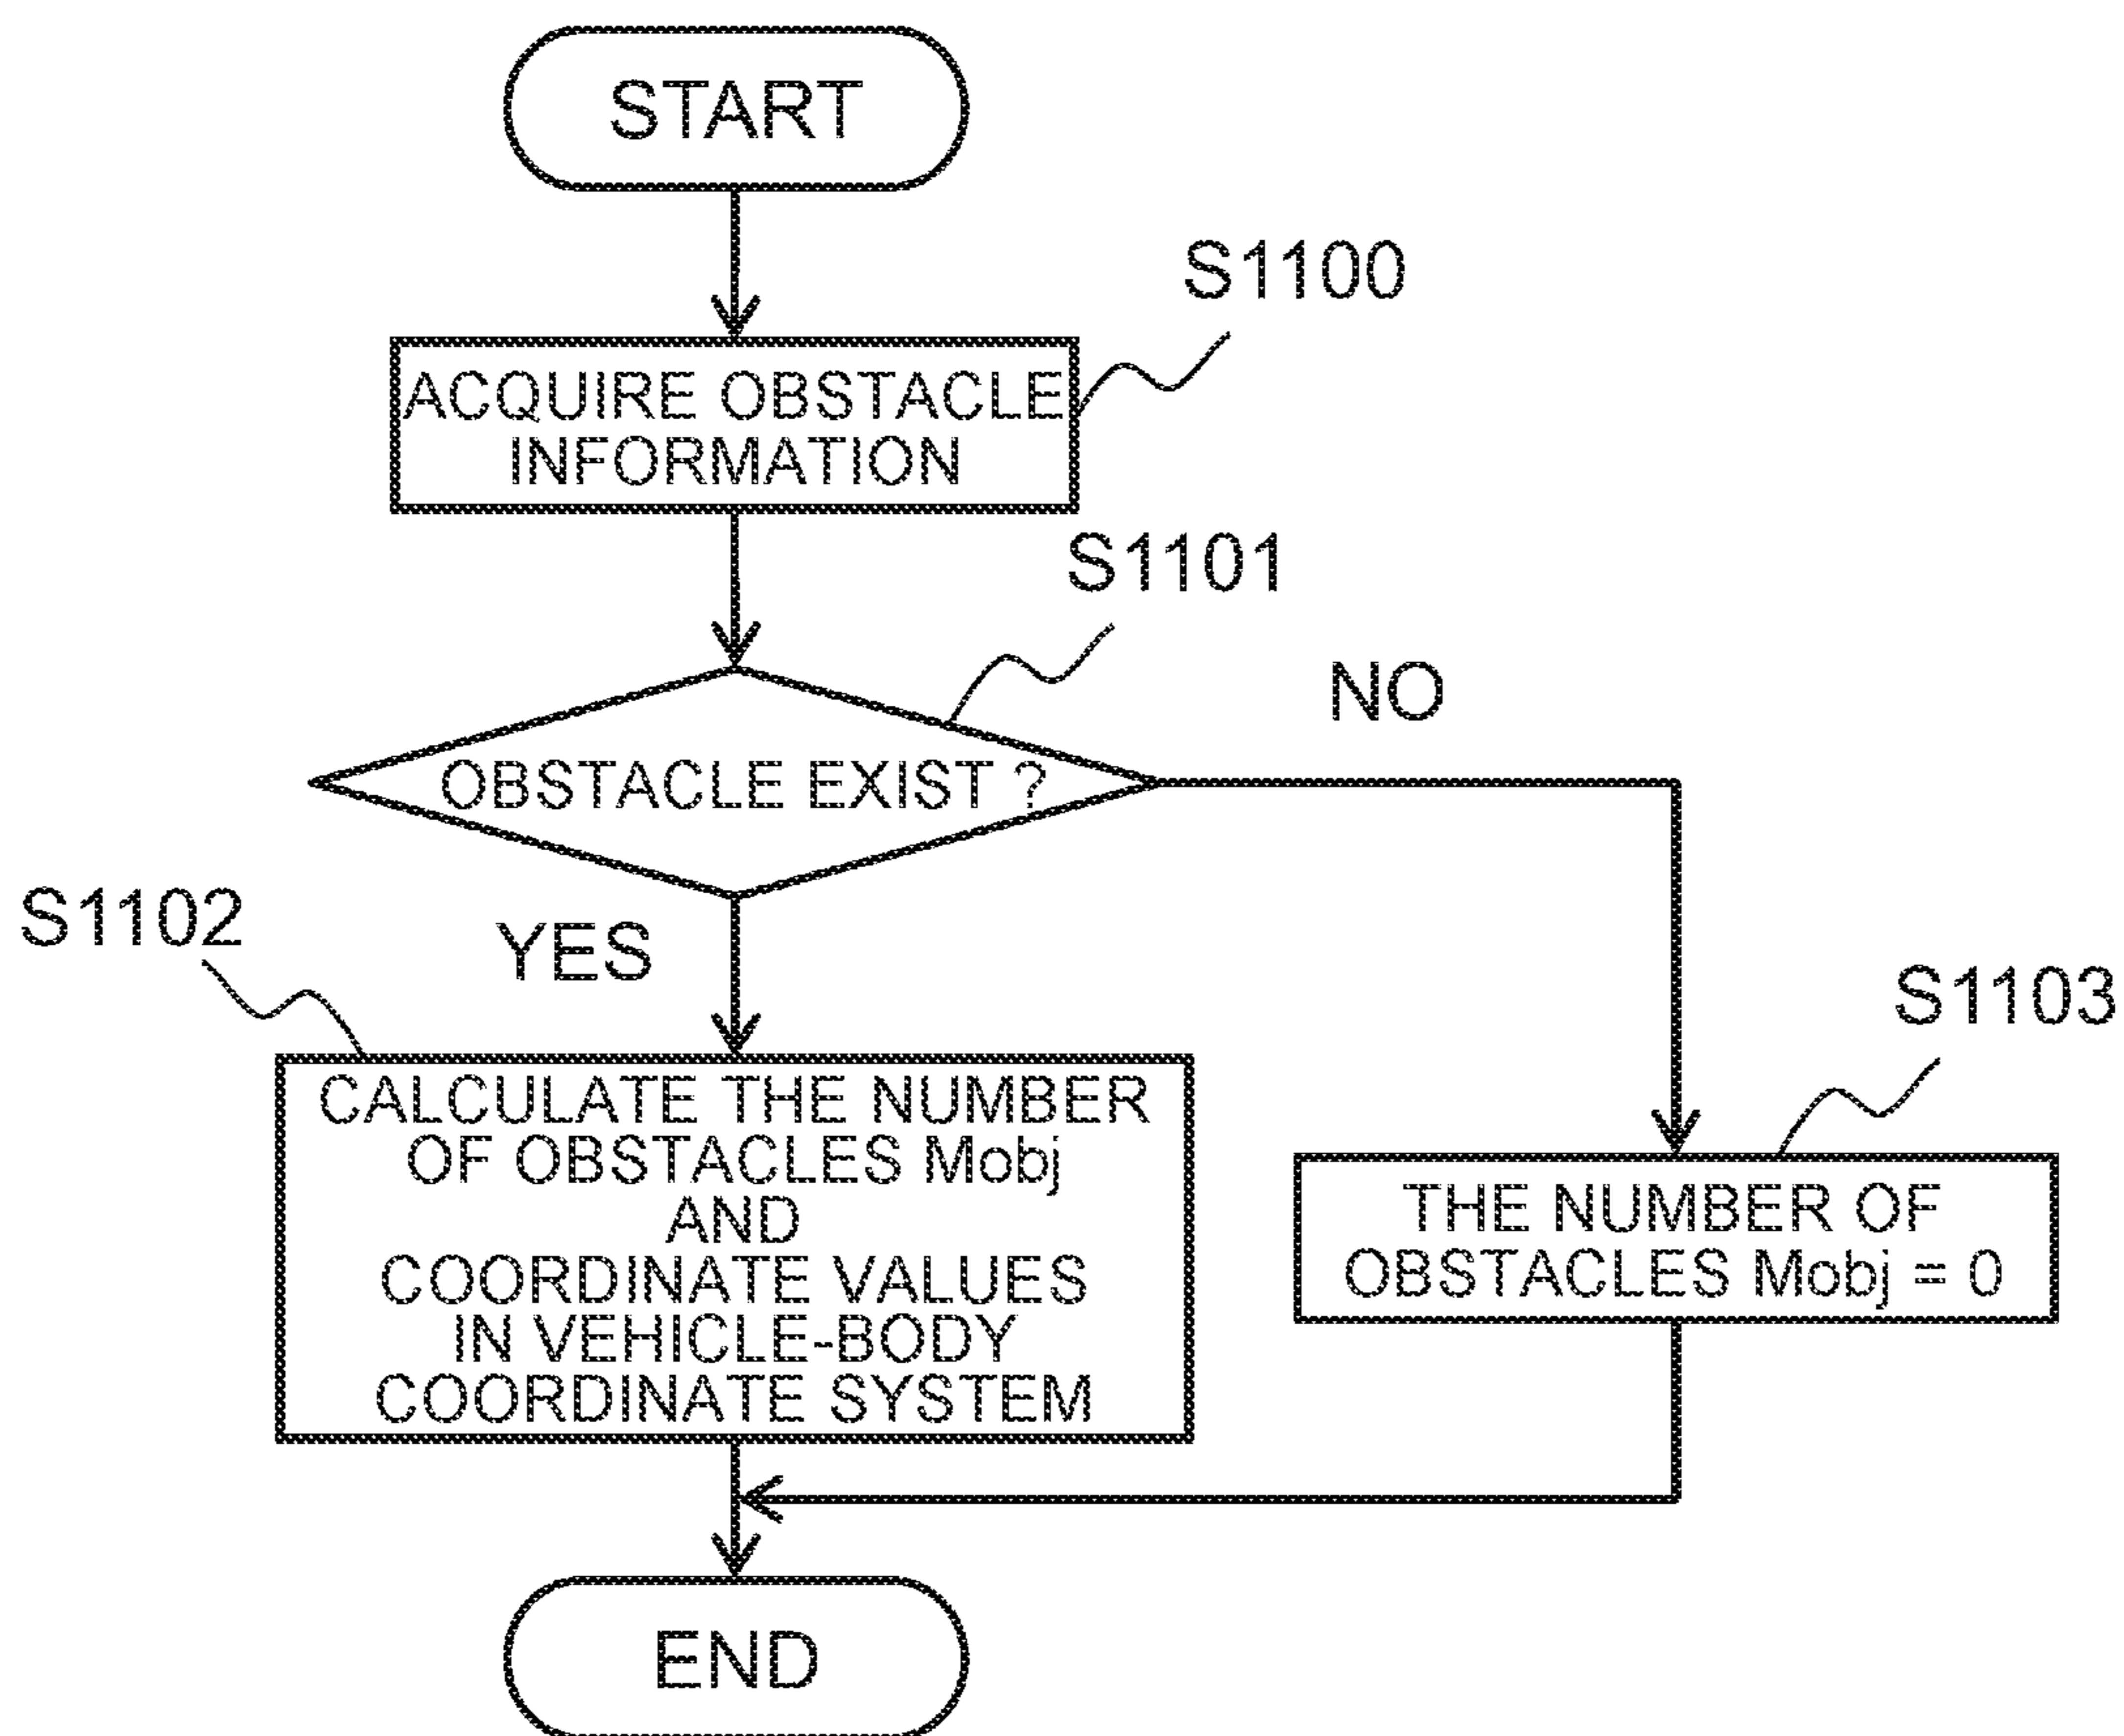 START
S1100
ACQUIRE OBSTACLE
INFORMATION
S1101
NO
OBSTACLE EXIST ?
S1102
YES
S1103
CALCULATE THE NUMBER
OF OBSTACLES Mobj
AND
COORDINATE VALUES
IN VEHICLE-BODY
COORDINATE SYSTEM
THE NUMBER OF
OBSTACLES Mobj = 0
END